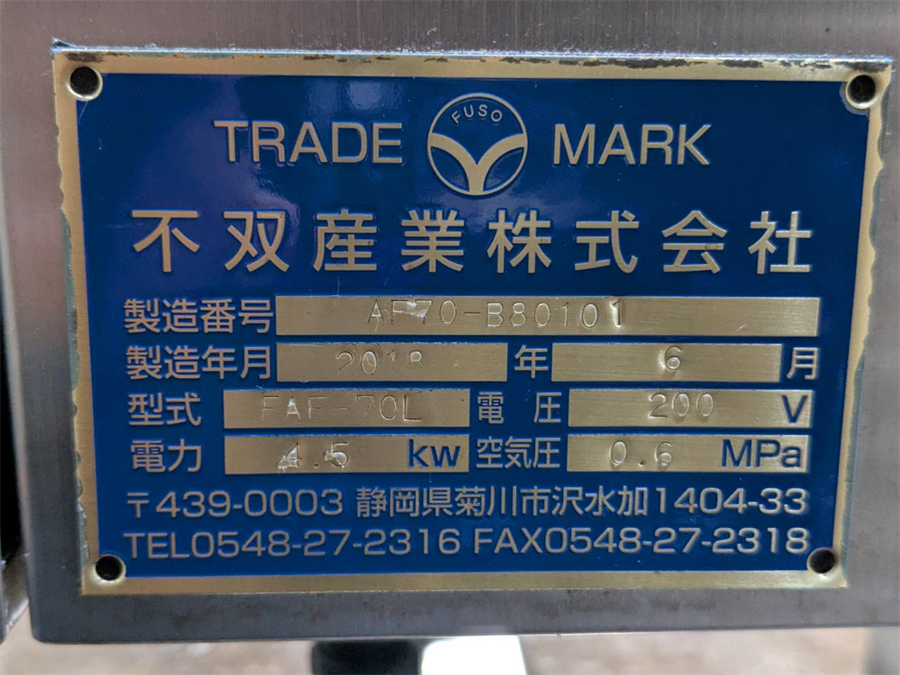 TRADE FUSO MARK
不双産業株式会社
製造番号 AF70-B80101
製造年月 2018 年 6 月
型式 FAF-70L 電圧 200 V
電力 4.5 kw 空気圧 0.6 MPa
〒439-0003 静岡県菊川市沢水加1404-33
TEL0548-27-2316 FAX0548-27-2318